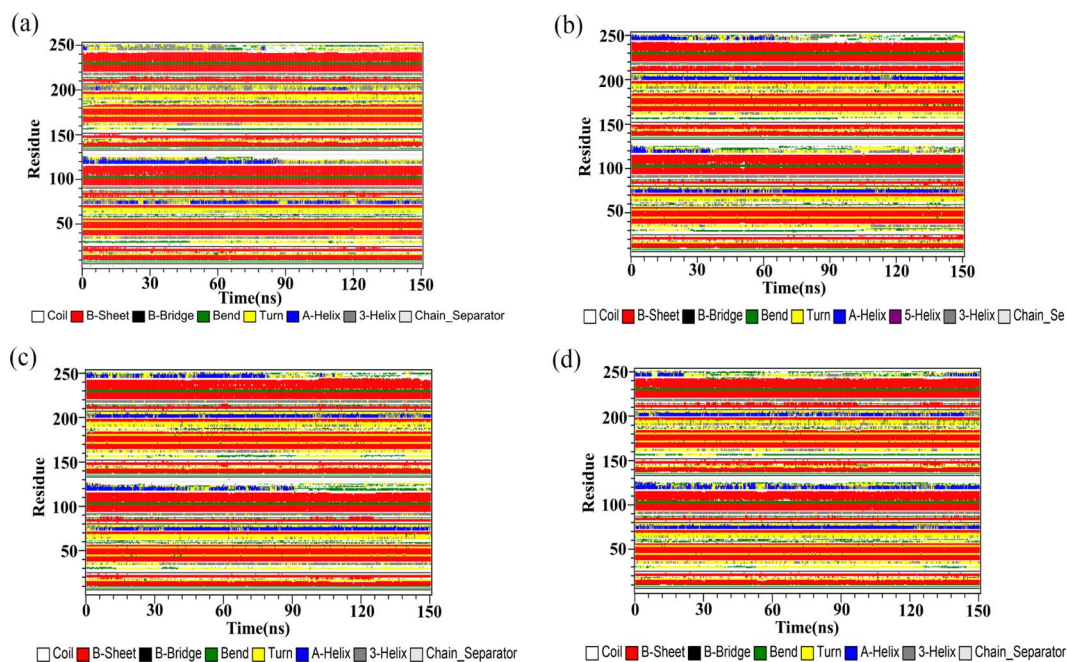 (a)
Residue
250
200
150
100
50
0 30 60 90 120 150
Time(ns)
Coil B-Sheet B-Bridge Bend Turn A-Helix 3-Helix Chain_Separator
(b)
Residue
250
200
150
100
50
0 30 60 90 120 150
Time(ns)
Coil B-Sheet B-Bridge Bend Turn A-Helix 5-Helix 3-Helix Chain_Se
(c)
Residue
250
200
150
100
50
0 30 60 90 120 150
Time(ns)
Coil B-Sheet B-Bridge Bend Turn A-Helix 3-Helix Chain_Separator
(d)
Residue
250
200
150
100
50
0 30 60 90 120 150
Time(ns)
Coil B-Sheet B-Bridge Bend Turn A-Helix 3-Helix Chain_Separator